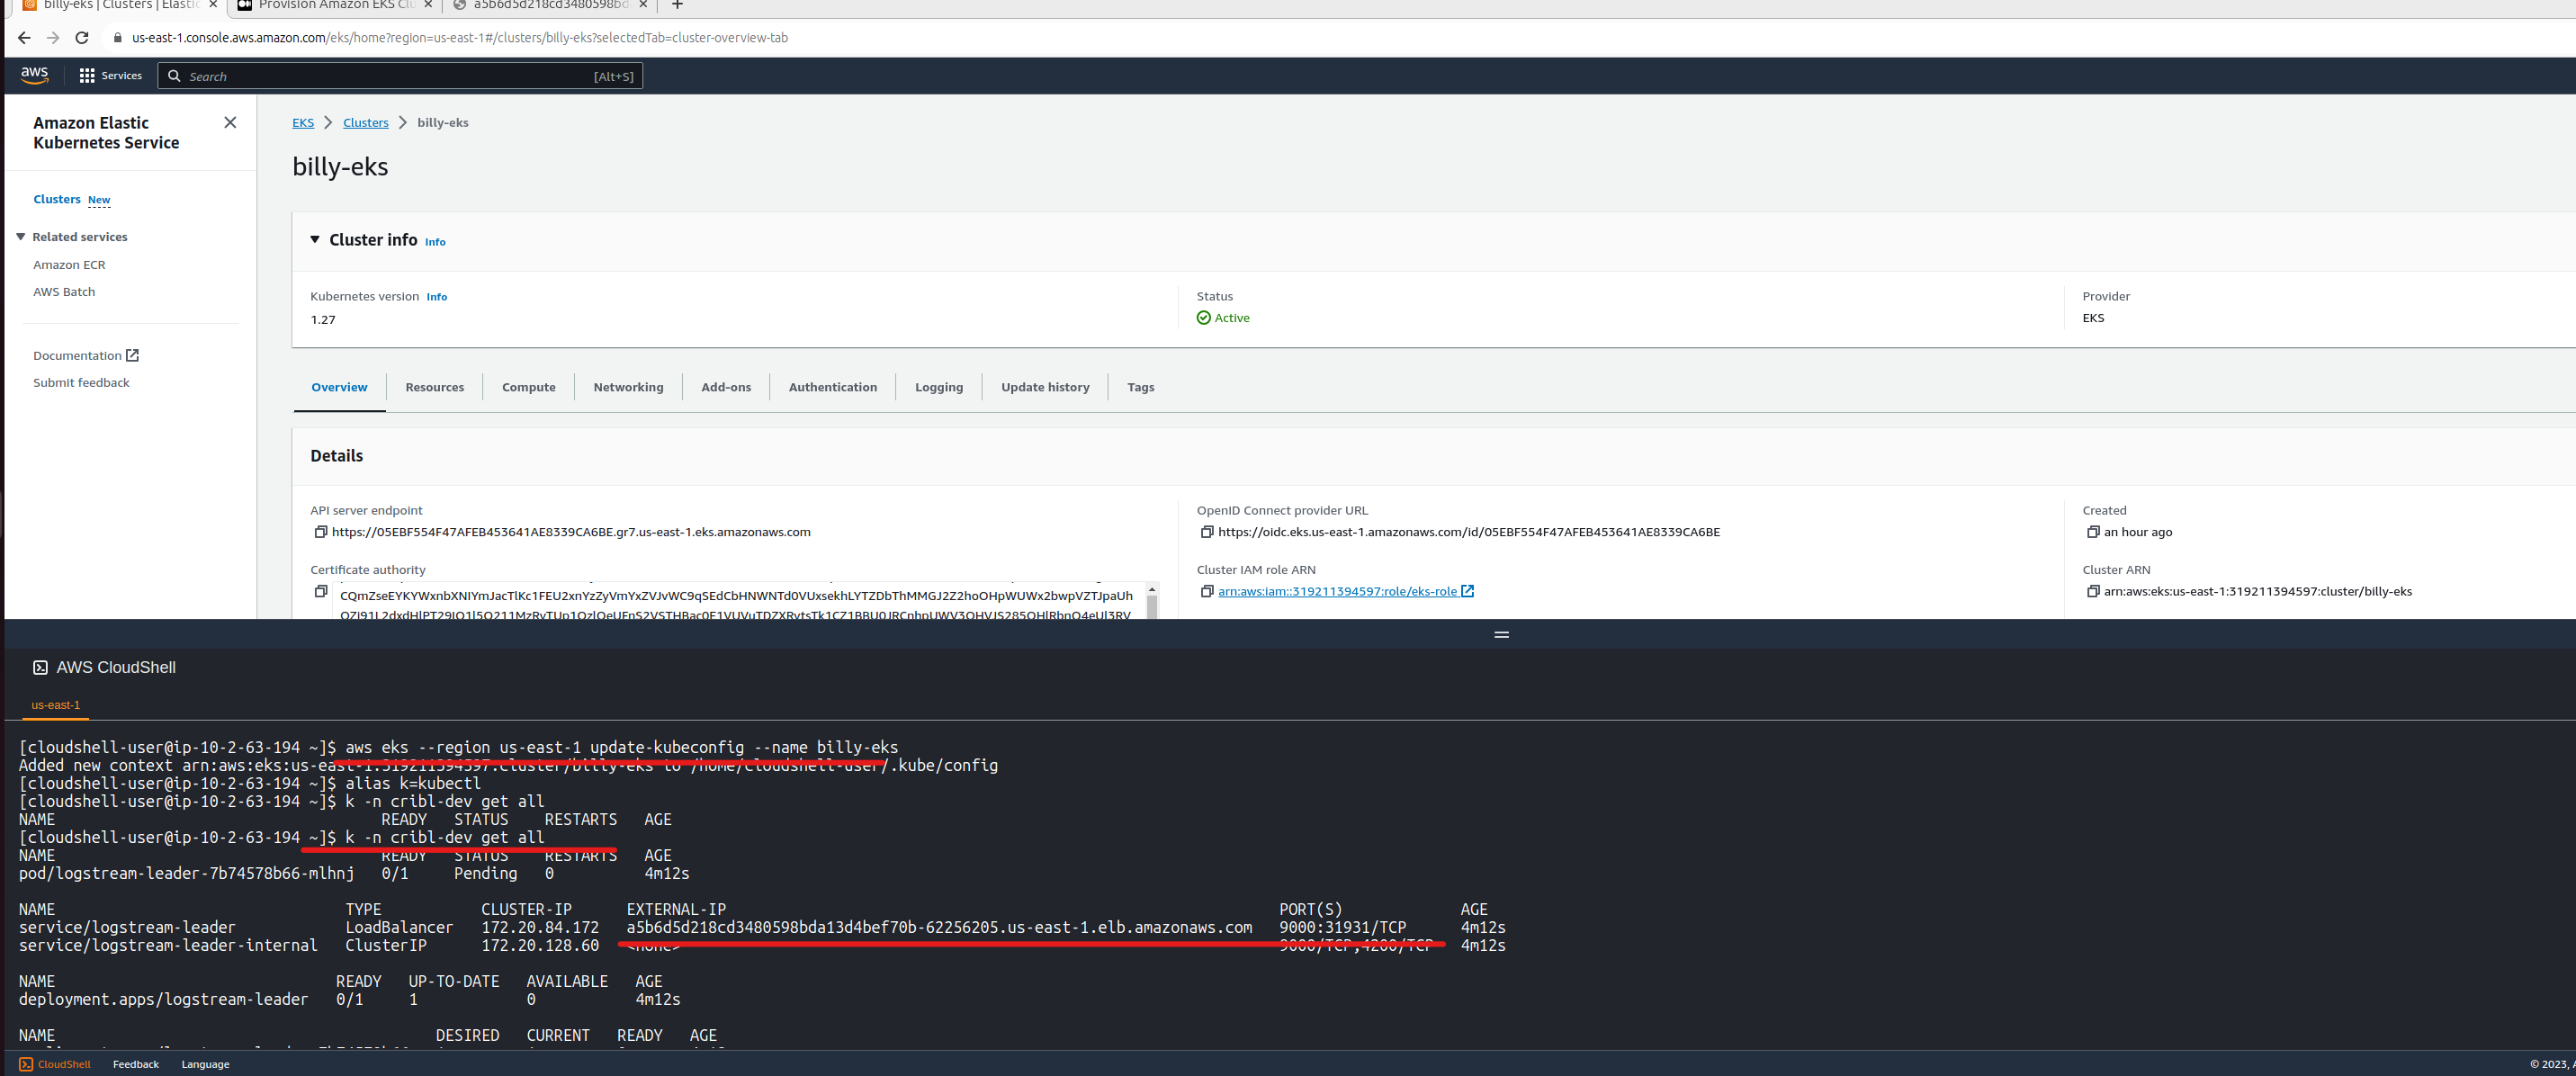 billy-eks | Clusters | Elastic
Provision Amazon EKS Clu
a5b6d5d218cd3480598bd
us-east-1.console.aws.amazon.com/eks/home?region=us-east-1#/clusters/billy-eks?selectedTab=cluster-overview-tab
aws Services Search [Alt+S]
Amazon Elastic
Kubernetes Service
Clusters New
Related services
Amazon ECR
AWS Batch
Documentation
Submit feedback
EKS > Clusters > billy-eks
billy-eks
Cluster info Info
Kubernetes version Info
1.27
Status
Active
Provider
EKS
Overview Resources Compute Networking Add-ons Authentication Logging Update history Tags
Details
API server endpoint
https://05EBF554F47AFEB453641AE8339CA6BE.gr7.us-east-1.eks.amazonaws.com
OpenID Connect provider URL
https://oidc.eks.us-east-1.amazonaws.com/id/05EBF554F47AFEB453641AE8339CA6BE
Created
an hour ago
Certificate authority
Cluster IAM role ARN
arn:aws:iam::319211394597:role/eks-role
Cluster ARN
arn:aws:eks:us-east-1:319211394597:cluster/billy-eks
AWS CloudShell
us-east-1
[cloudshell-user@ip-10-2-63-194 ~]$ aws eks --region us-east-1 update-kubeconfig --name billy-eks
Added new context arn:aws:eks:us-east-1:319211394597:cluster/billy-eks to /home/cloudshell-user/.kube/config
[cloudshell-user@ip-10-2-63-194 ~]$ alias k=kubectl
[cloudshell-user@ip-10-2-63-194 ~]$ k -n cribl-dev get all
NAME READY STATUS RESTARTS AGE
[cloudshell-user@ip-10-2-63-194 ~]$ k -n cribl-dev get all
NAME READY STATUS RESTARTS AGE
pod/logstream-leader-7b74578b66-mlhnj 0/1 Pending 0 4m12s
NAME TYPE CLUSTER-IP EXTERNAL-IP PORT(S) AGE
service/logstream-leader LoadBalancer 172.20.84.172 a5b6d5d218cd3480598bda13d4bef70b-62256205.us-east-1.elb.amazonaws.com 9000:31931/TCP 4m12s
service/logstream-leader-internal ClusterIP 172.20.128.60 <none> 9000/TCP,4200/TCP 4m12s
NAME READY UP-TO-DATE AVAILABLE AGE
deployment.apps/logstream-leader 0/1 1 0 4m12s
NAME DESIRED CURRENT READY AGE
CloudShell Feedback Language © 2023,